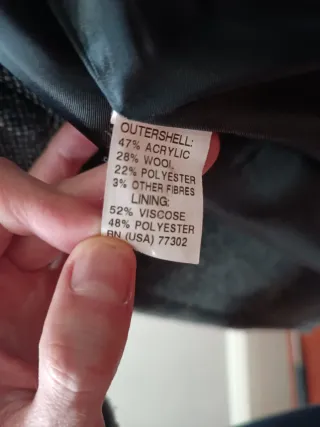 OUTERSHELL:
47% ACRYLIC
28% WOOL
22% POLYESTER
3% OTHER FIBRES
LINING:
52% VISCOSE
48% POLYESTER
RN (USA) 77302